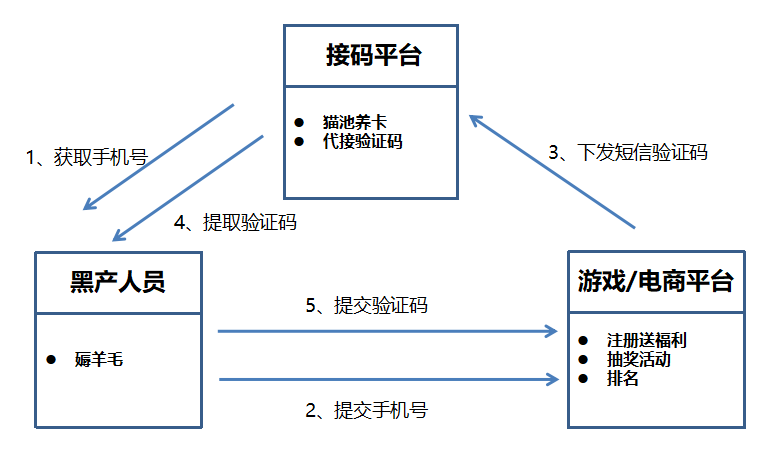 接码平台
● 猫池养卡
● 代接验证码
1、获取手机号
3、下发短信验证码
4、提取验证码
黑产人员
● 薅羊毛
游戏/电商平台
● 注册送福利
● 抽奖活动
● 排名
5、提交验证码
2、提交手机号